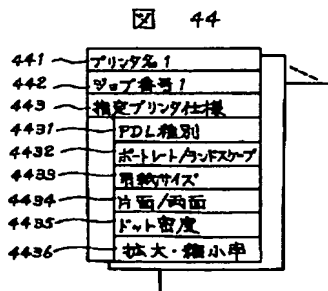 図 44
441 プリンタ名1
442 ジョブ番号1
443 指定プリンタ仕様
4431 PDL種別
4432 ポートレート/ランドスケープ
4433 用紙サイズ
4434 片面/両面
4435 ドット密度
4436 拡大・縮小率